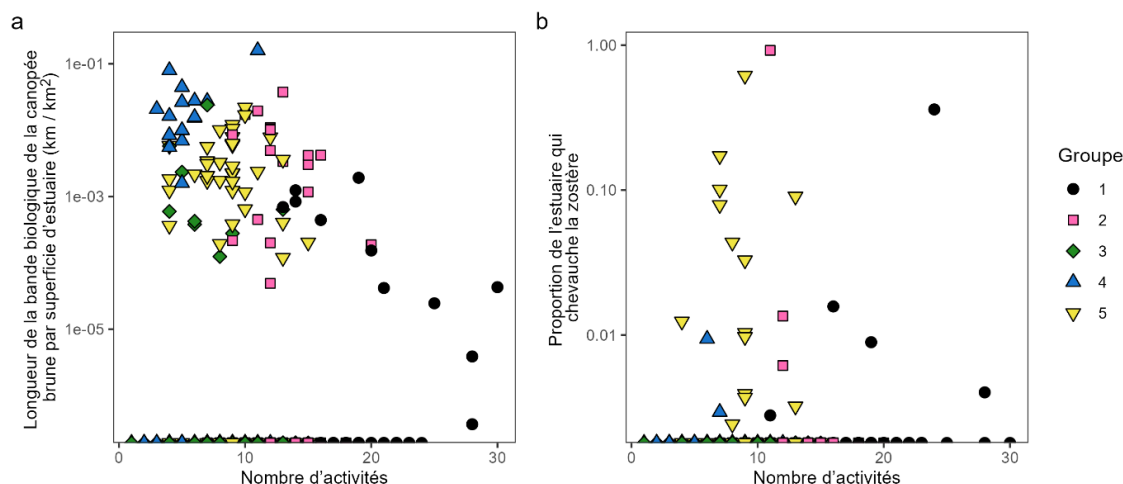 a
Longueur de la bande biologique de la canopée
brune par superficie d’estuaire (km / km²)
1e-01
1e-03
1e-05
0
10
20
30
Nombre d’activités
b
Proportion de l’estuaire qui
chevauche la zostère
1.00
0.10
0.01
0
10
20
30
Nombre d’activités
Groupe
1
2
3
4
5